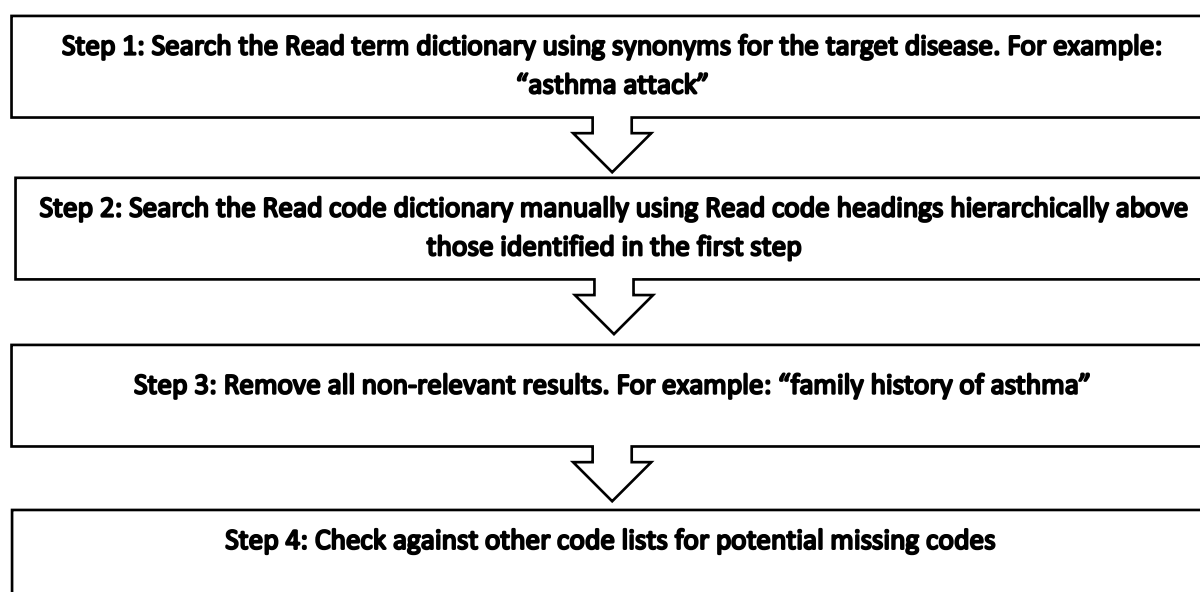 Step 1: Search the Read term dictionary using synonyms for the target disease. For example:
“asthma attack”
Step 2: Search the Read code dictionary manually using Read code headings hierarchically above
those identified in the first step
Step 3: Remove all non-relevant results. For example: “family history of asthma”
Step 4: Check against other code lists for potential missing codes